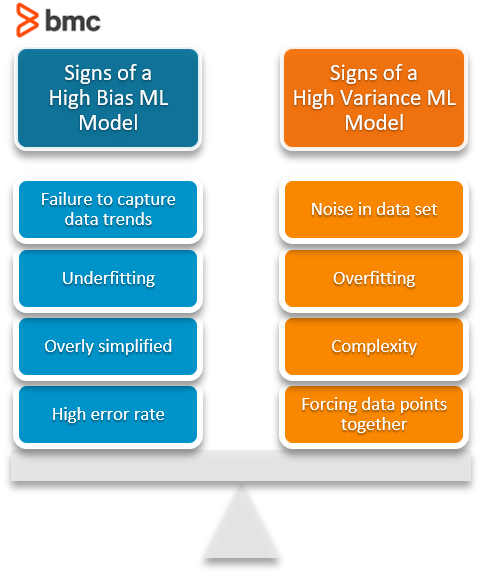 bmc
Signs of a
High Bias ML
Model
Signs of a
High Variance ML
Model
Failure to capture
data trends
Noise in data set
Underfitting
Overfitting
Overly simplified
Complexity
High error rate
Forcing data points
together